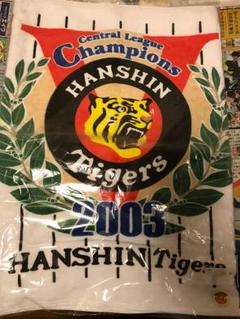 Central League
Champions
HANSHIN
Tigers
2003
HANSHIN Tigers